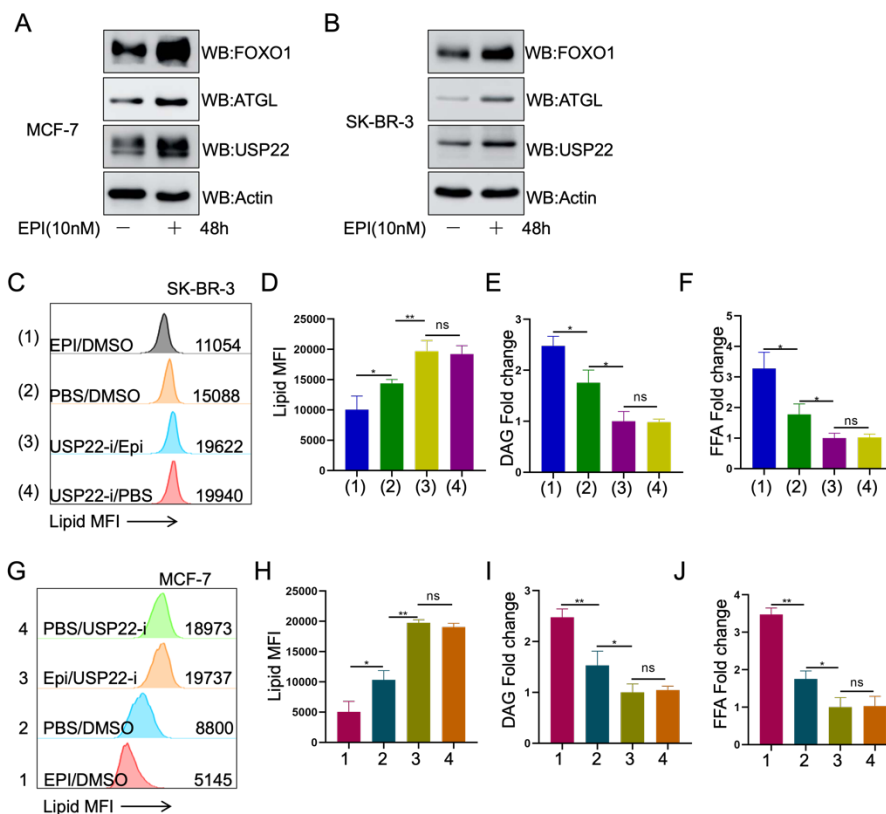 A
WB:FOXO1
WB:ATGL
MCF-7
WB:USP22
WB:Actin
EPI(10nM) − + 48h
B
WB:FOXO1
WB:ATGL
SK-BR-3
WB:USP22
WB:Actin
EPI(10nM) − + 48h
C
SK-BR-3
(1) EPI/DMSO 11054
(2) PBS/DMSO 15088
(3) USP22-i/Epi 19622
(4) USP22-i/PBS 19940
Lipid MFI
D
Lipid MFI
25000
20000
15000
10000
5000
0
* ** ns
(1) (2) (3) (4)
E
DAG Fold change
3
2
1
0
* * ns
(1) (2) (3) (4)
F
FFA Fold change
5
4
3
2
1
0
* * ns
(1) (2) (3) (4)
G
MCF-7
4 PBS/USP22-i 18973
3 Epi/USP22-i 19737
2 PBS/DMSO 8800
1 EPI/DMSO 5145
Lipid MFI
H
Lipid MFI
25000
20000
15000
10000
5000
0
* ** ns
1 2 3 4
I
DAG Fold change
3
2
1
0
** * ns
1 2 3 4
J
FFA Fold change
4
3
2
1
0
** * ns
1 2 3 4